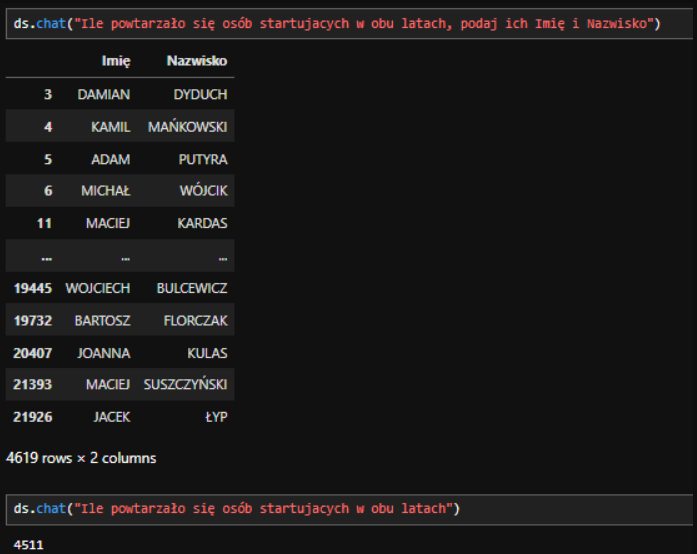 ds.chat("Ile powtarzało się osób startujacych w obu latach, podaj ich Imię i Nazwisko")
Imię Nazwisko
3 DAMIAN DYDUCH
4 KAMIL MAŃKOWSKI
5 ADAM PUTYRA
6 MICHAŁ WÓJCIK
11 MACIEJ KARDAS
... ... ...
19445 WOJCIECH BULCEWICZ
19732 BARTOSZ FLORCZAK
20407 JOANNA KULAS
21393 MACIEJ SUSZCZYŃSKI
21926 JACEK ŁYP
4619 rows × 2 columns
ds.chat("Ile powtarzało się osób startujacych w obu latach")
4511